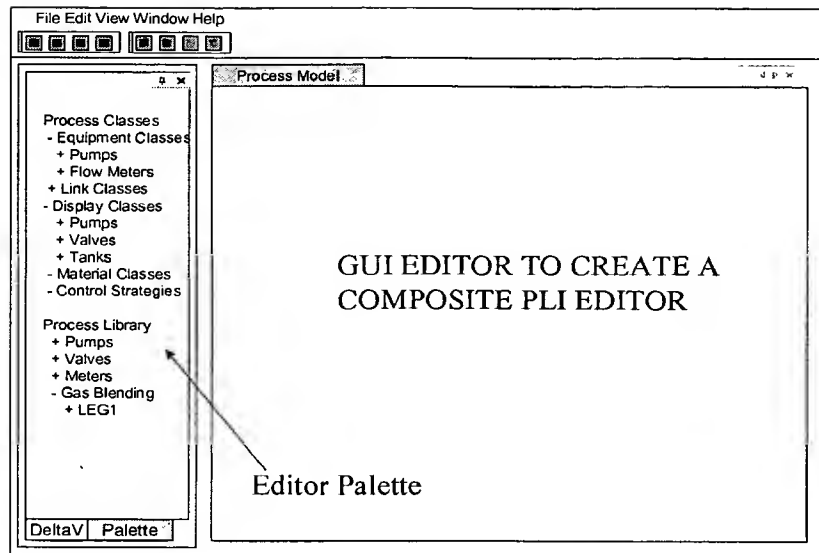 File Edit View Window Help
Process Classes
- Equipment Classes
+ Pumps
+ Flow Meters
+ Link Classes
- Display Classes
+ Pumps
+ Valves
+ Tanks
- Material Classes
- Control Strategies
Process Library
+ Pumps
+ Valves
+ Meters
- Gas Blending
+ LEG1
DeltaV Palette
Process Model
GUI EDITOR TO CREATE A
COMPOSITE PLI EDITOR
Editor Palette